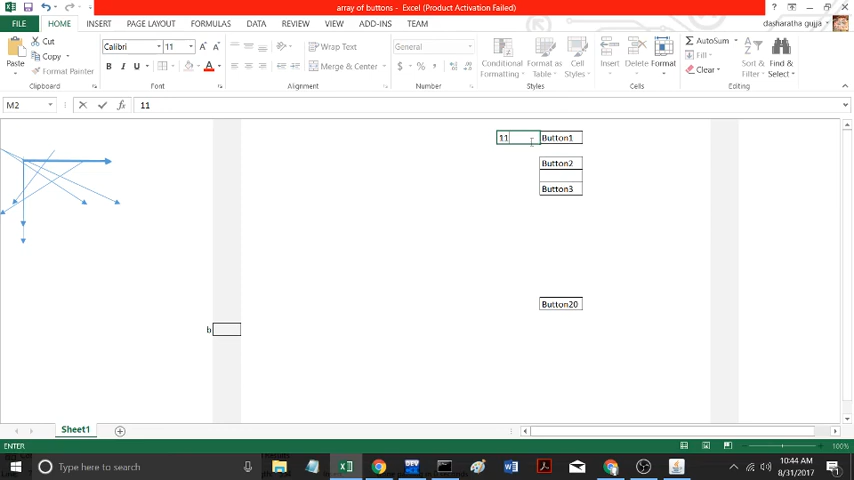 array of buttons - Excel (Product Activation Failed)
FILE HOME INSERT PAGE LAYOUT FORMULAS DATA REVIEW VIEW ADD-INS TEAM dasharatha gujja
Paste
Cut
Copy
Format Painter
Clipboard
Calibri 11
B I U
Font
Wrap Text
Merge & Center
Alignment
General
$ % ,
Number
Conditional Formatting
Format as Table
Cell Styles
Styles
Insert Delete Format
Cells
AutoSum
Fill
Clear
Sort & Filter
Find & Select
Editing
M2 11
11 Button1
Button2
Button3
Button20
b
Sheet1
ENTER 100%
Type here to search
10:44 AM
8/31/2017